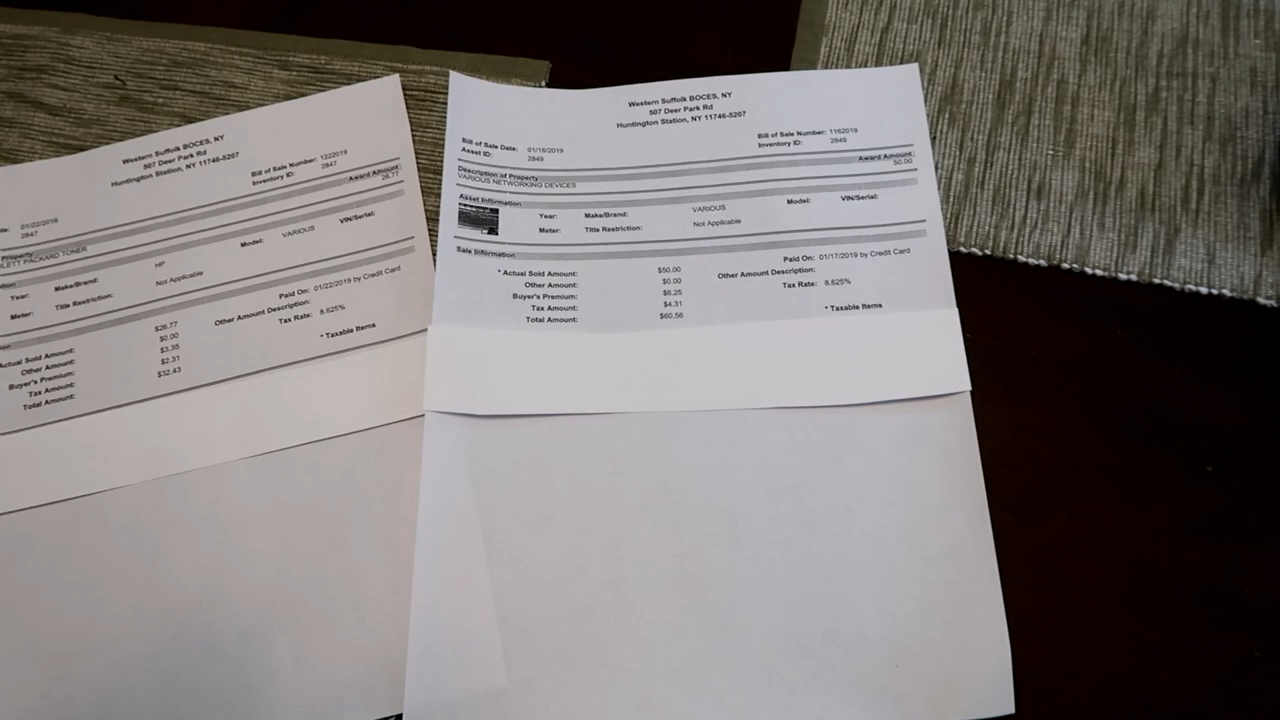 Western Suffolk BOCES, NY
507 Deer Park Rd
Huntington Station, NY 11746-5207
Bill of Sale Number: 1222019
Inventory ID: 2847
01/22/2019
2847
Award Amount
26.77
Property
LETT PACKARD TONER
Year: Make/Brand: HP Model: VARIOUS VIN/Serial:
Meter: Title Restriction: Not Applicable
Paid On: 01/22/2019 by Credit Card
Actual Sold Amount: $26.77 Other Amount Description:
Other Amount: $0.00 Tax Rate: 8.625%
Buyer's Premium: $3.35
Tax Amount: $2.31 * Taxable Items
Total Amount: $32.43
Western Suffolk BOCES, NY
507 Deer Park Rd
Huntington Station, NY 11746-5207
Bill of Sale Date: 01/16/2019 Bill of Sale Number: 1162019
Asset ID: 2849 Inventory ID: 2849
Description of Property Award Amount
VARIOUS NETWORKING DEVICES 50.00
Asset Information
Year: Make/Brand: VARIOUS Model: VIN/Serial:
Meter: Title Restriction: Not Applicable
Sale Information
* Actual Sold Amount: $50.00 Paid On: 01/17/2019 by Credit Card
Other Amount: $0.00 Other Amount Description:
Buyer's Premium: $6.25 Tax Rate: 8.625%
Tax Amount: $4.31
Total Amount: $60.56 * Taxable Items